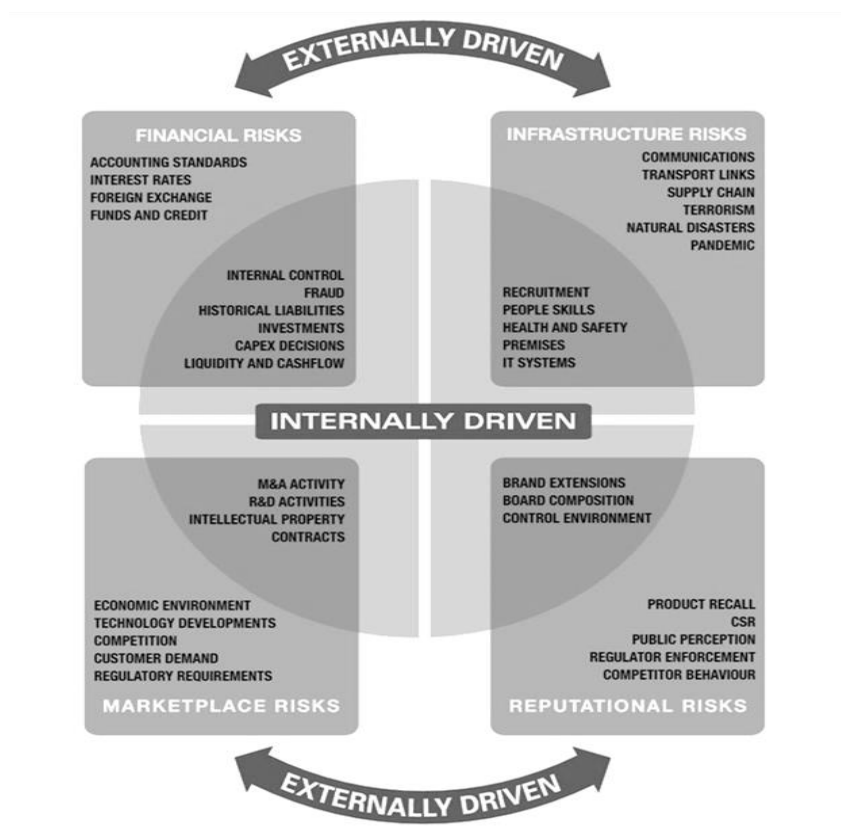 EXTERNALLY DRIVEN
FINANCIAL RISKS
ACCOUNTING STANDARDS
INTEREST RATES
FOREIGN EXCHANGE
FUNDS AND CREDIT
INTERNAL CONTROL
FRAUD
HISTORICAL LIABILITIES
INVESTMENTS
CAPEX DECISIONS
LIQUIDITY AND CASHFLOW
INFRASTRUCTURE RISKS
COMMUNICATIONS
TRANSPORT LINKS
SUPPLY CHAIN
TERRORISM
NATURAL DISASTERS
PANDEMIC
RECRUITMENT
PEOPLE SKILLS
HEALTH AND SAFETY
PREMISES
IT SYSTEMS
INTERNALLY DRIVEN
M&A ACTIVITY
R&D ACTIVITIES
INTELLECTUAL PROPERTY
CONTRACTS
ECONOMIC ENVIRONMENT
TECHNOLOGY DEVELOPMENTS
COMPETITION
CUSTOMER DEMAND
REGULATORY REQUIREMENTS
MARKETPLACE RISKS
BRAND EXTENSIONS
BOARD COMPOSITION
CONTROL ENVIRONMENT
PRODUCT RECALL
CSR
PUBLIC PERCEPTION
REGULATOR ENFORCEMENT
COMPETITOR BEHAVIOUR
REPUTATIONAL RISKS
EXTERNALLY DRIVEN